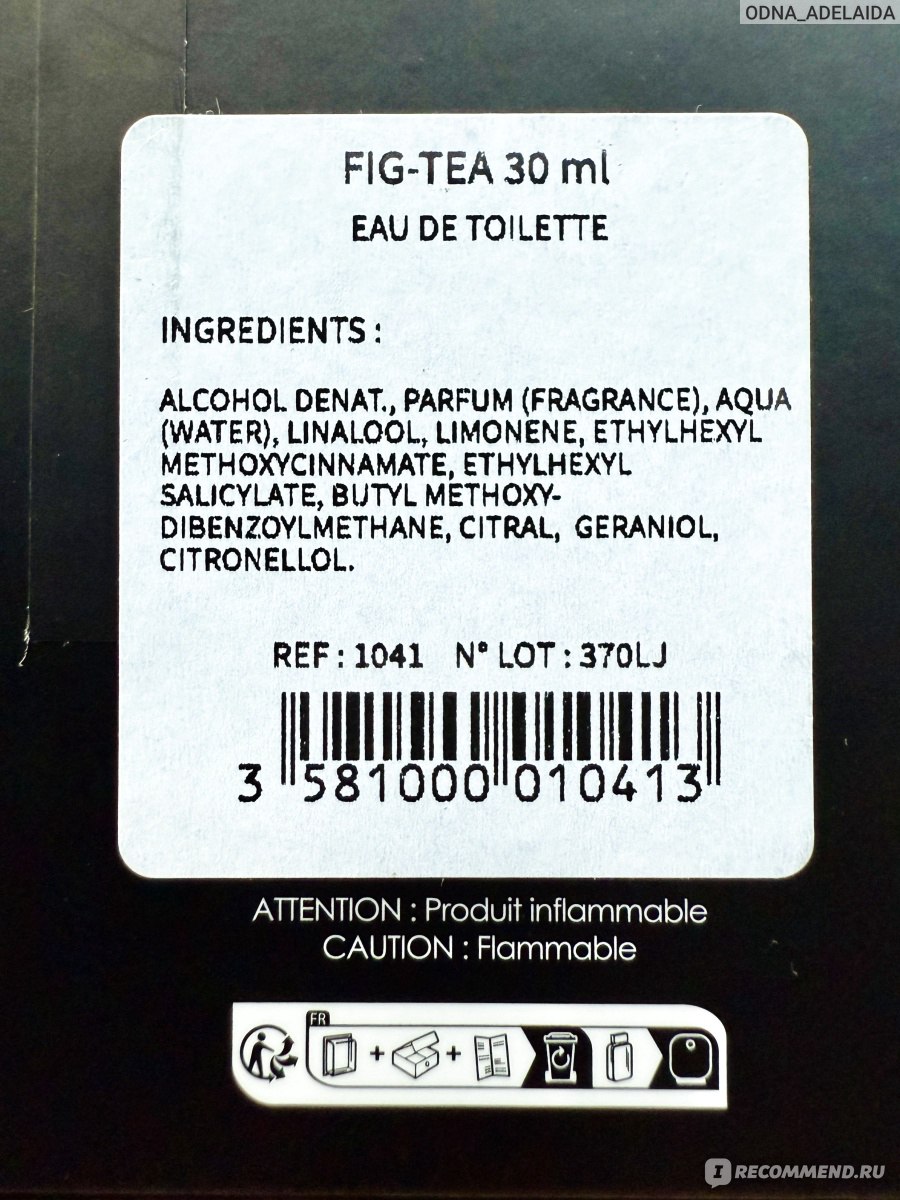 ODNA_ADELAIDA
FIG-TEA 30 ml
EAU DE TOILETTE
INGREDIENTS :
ALCOHOL DENAT., PARFUM (FRAGRANCE), AQUA
(WATER), LINALOOL, LIMONENE, ETHYLHEXYL
METHOXYCINNAMATE, ETHYLHEXYL
SALICYLATE, BUTYL METHOXY-
DIBENZOYLMETHANE, CITRAL, GERANIOL,
CITRONELLOL.
REF : 1041 N° LOT : 370LJ
3 581000 010413
ATTENTION : Produit inflammable
CAUTION : Flammable
FR
+ +
IRECOMMEND.RU